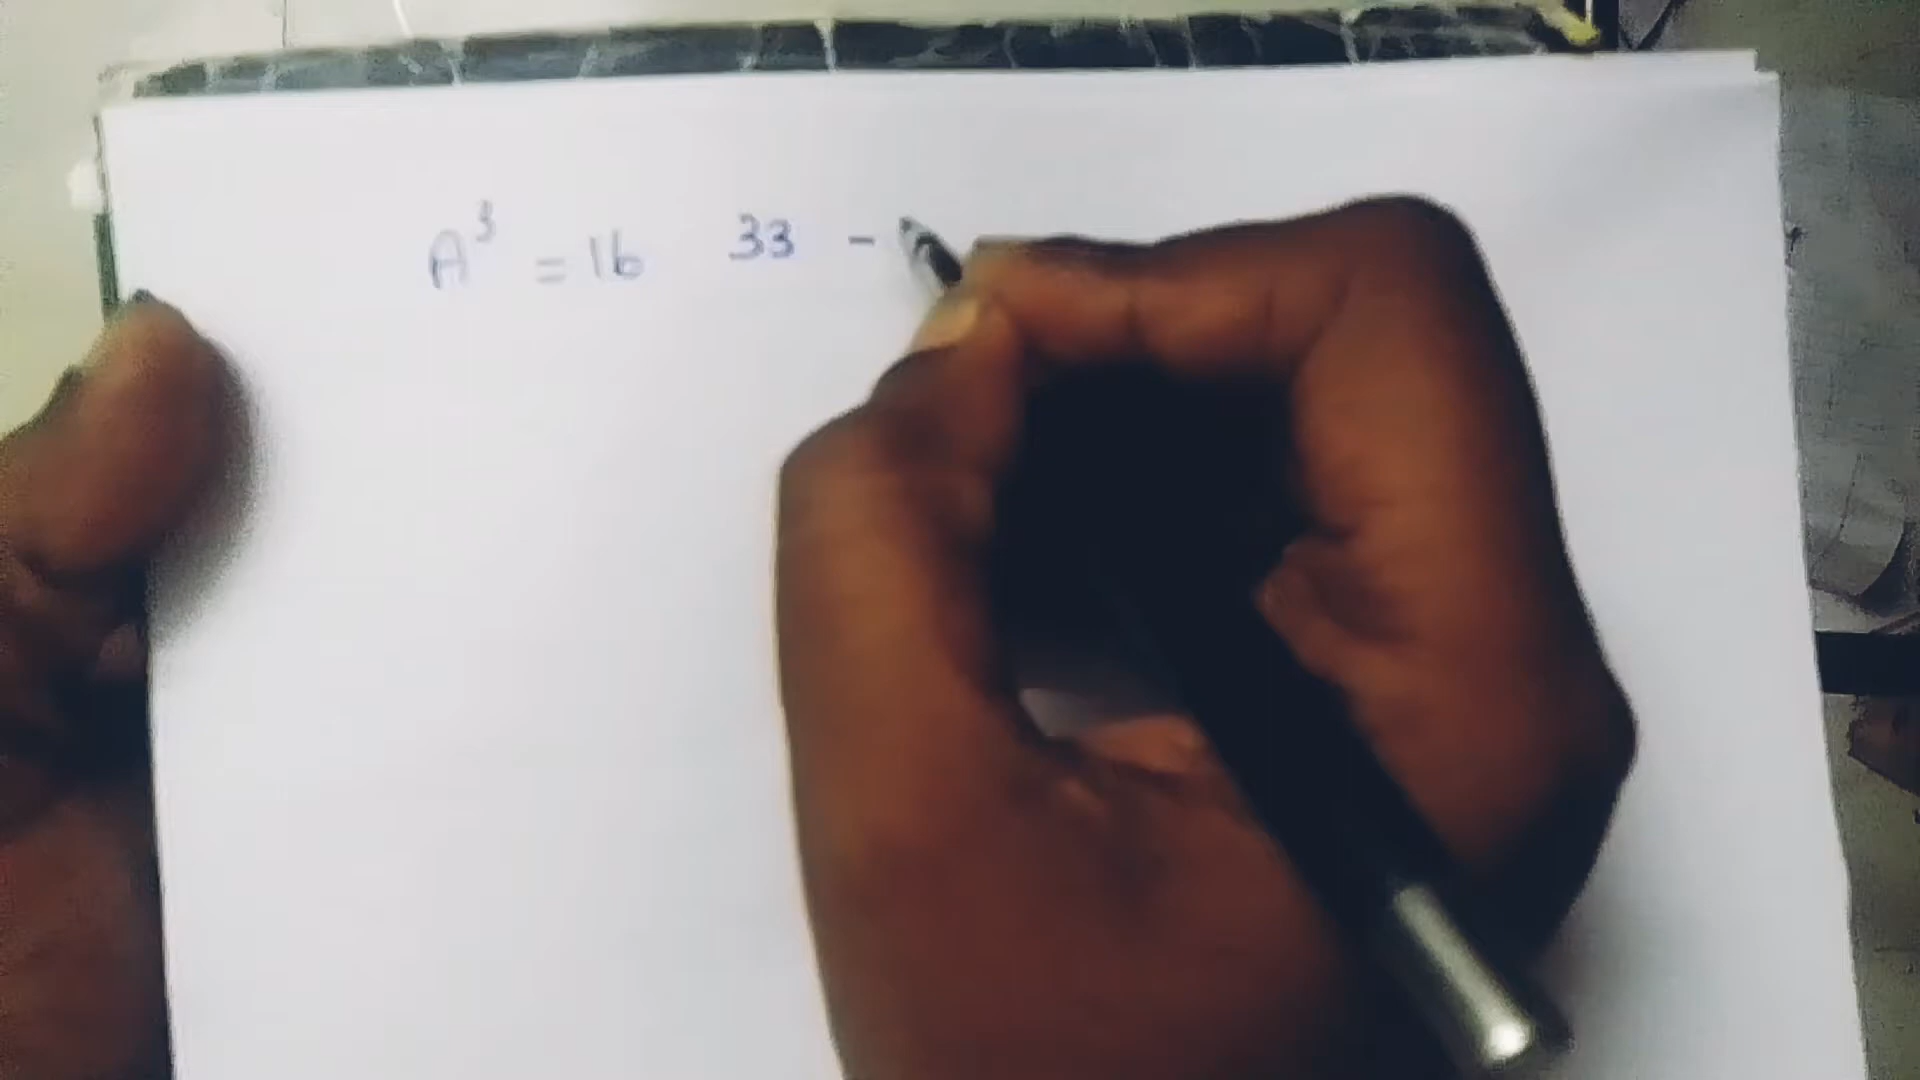 A³ = 16 33 -